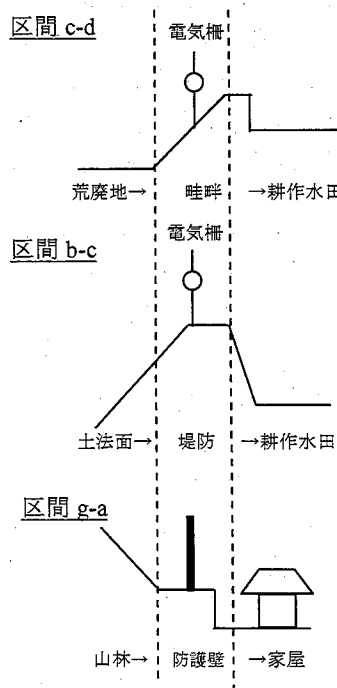 区間 c-d
電気柵
荒廃地→ 畦畔 →耕作水田
区間 b-c
電気柵
土法面→ 堤防 →耕作水田
区間 g-a
山林→ 防護壁 →家屋